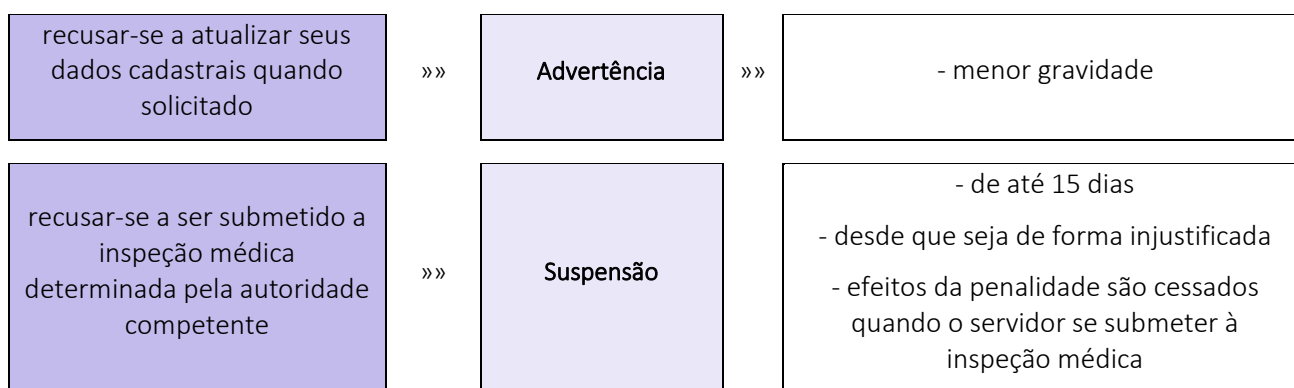 recusar-se a atualizar seus
dados cadastrais quando
solicitado
»»
Advertência
»»
- menor gravidade
recusar-se a ser submetido a
inspeção médica
determinada pela autoridade
competente
»»
Suspensão
- de até 15 dias
- desde que seja de forma injustificada
- efeitos da penalidade são cessados
quando o servidor se submeter à
inspeção médica